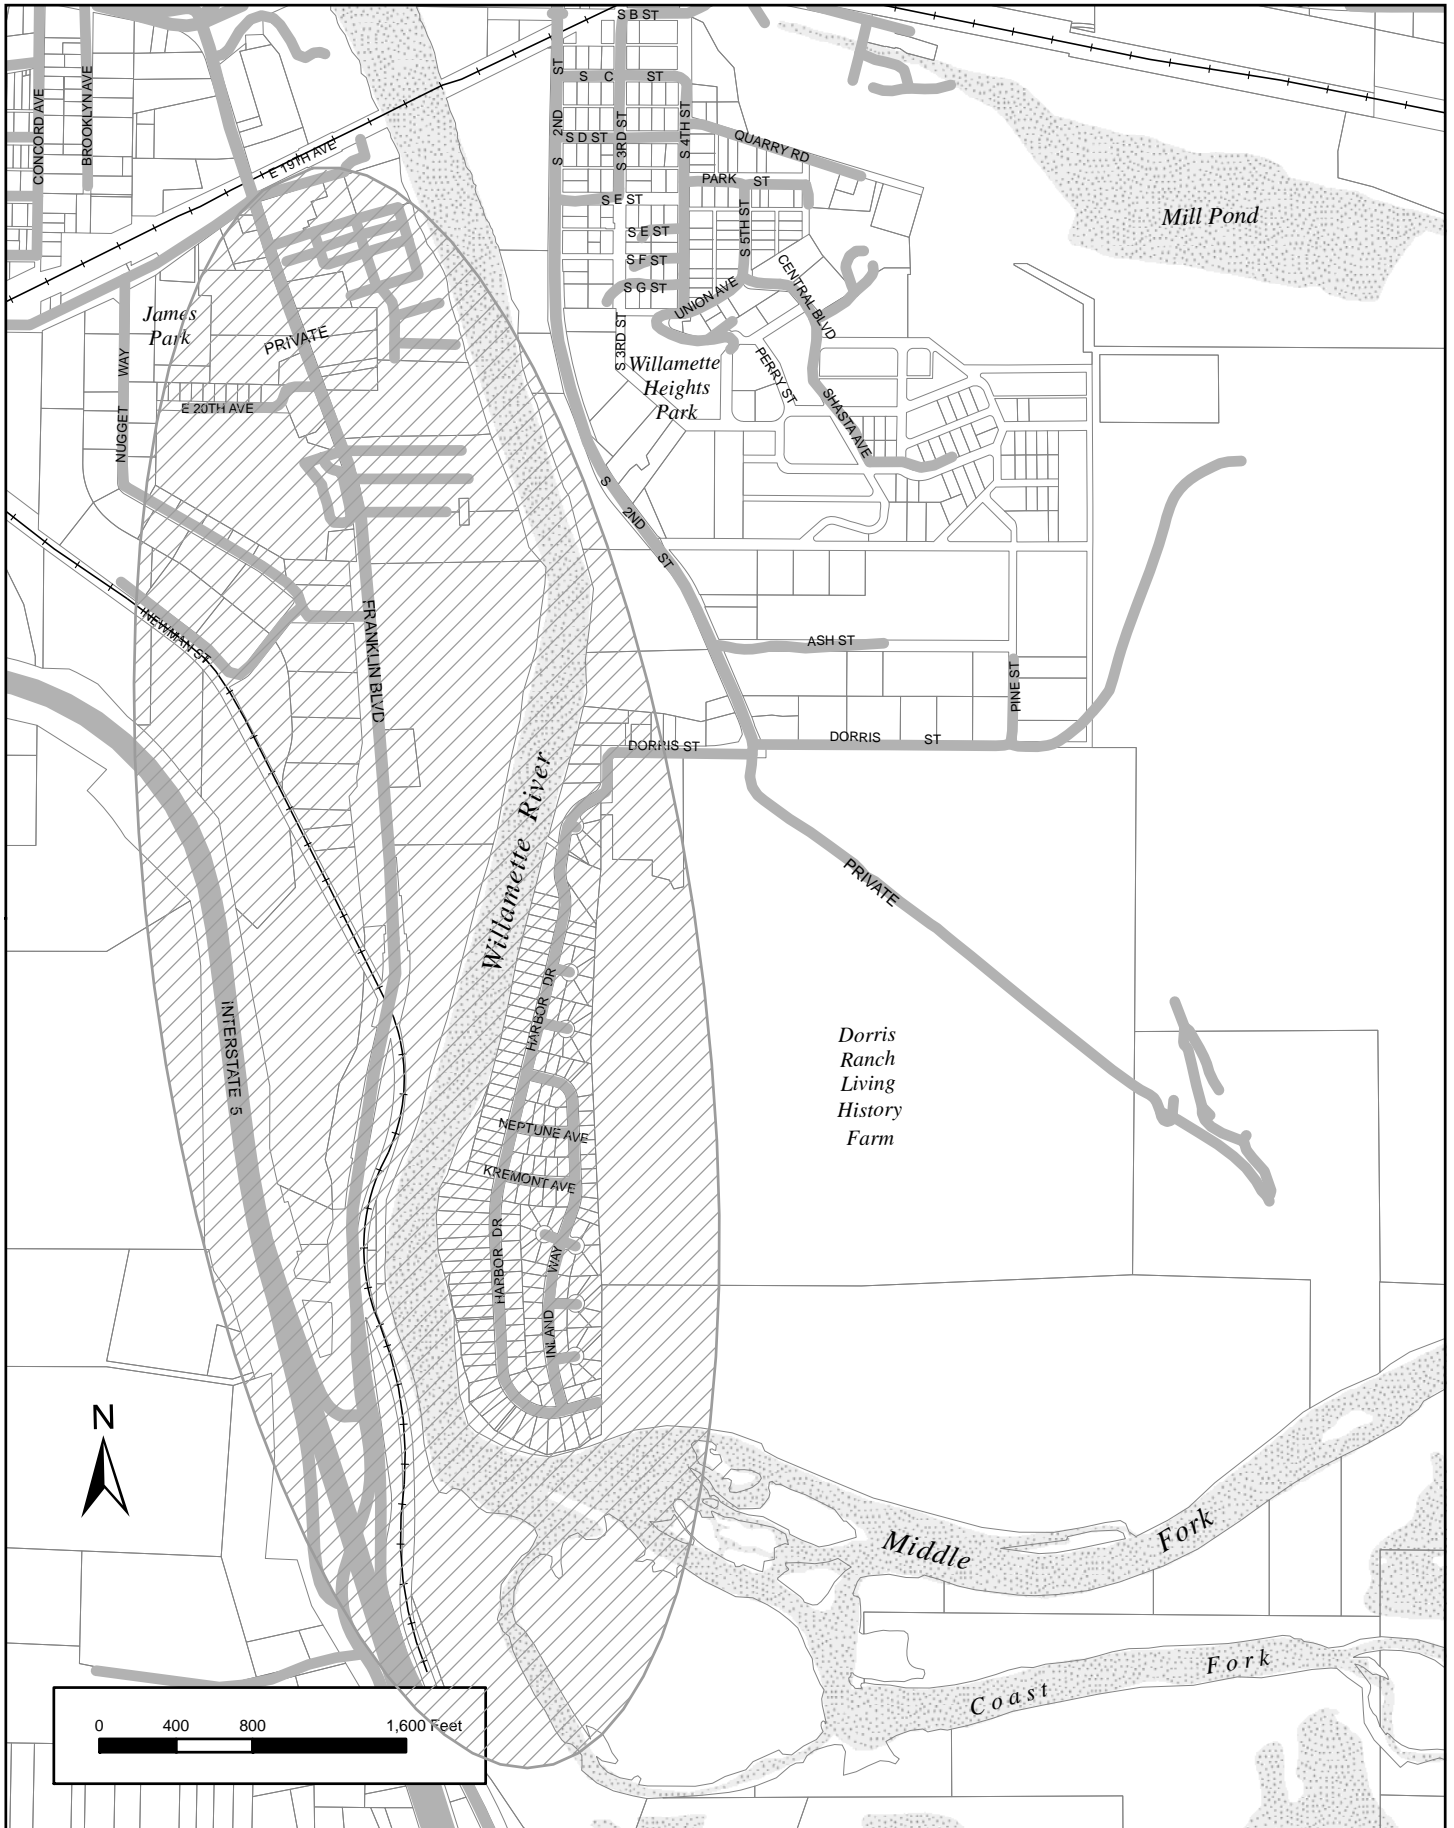 S B ST
S C ST
S 2ND ST
S 3RD ST
S 4TH ST
S D ST
QUARRY RD
CONCORD AVE
BROOKLYN AVE
E 19TH AVE
PARK ST
S E ST
S 5TH ST
Mill Pond
S E ST
S F ST
S G ST
UNION AVE
CENTRAL BLVD
James
Park
PRIVATE
NUGGET WAY
S 3RD ST
Willamette
Heights
Park
PERRY ST
SHASTA AVE
E 20TH AVE
S 2ND ST
NEWMAN ST
FRANKLIN BLVD
ASH ST
PINE ST
DORRIS ST
DORRIS ST
Willamette River
PRIVATE
HARBOR DR
INTERSTATE 5
Dorris
Ranch
Living
History
Farm
NEPTUNE AVE
KREMONT AVE
HARBOR DR
INLAND WAY
N
Middle Fork
Coast Fork
0 400 800 1,600 Feet